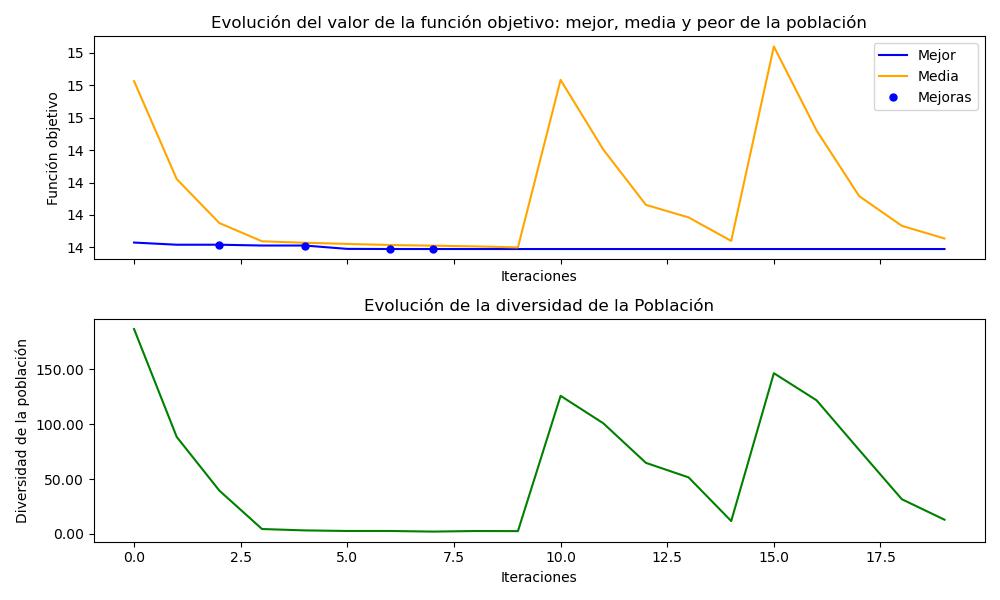 Evolución del valor de la función objetivo: mejor, media y peor de la población
Función objetivo
15
15
15
14
14
14
14
Mejor
Media
Mejoras
Iteraciones
Evolución de la diversidad de la Población
Diversidad de la población
150.00
100.00
50.00
0.00
0.0 2.5 5.0 7.5 10.0 12.5 15.0 17.5
Iteraciones